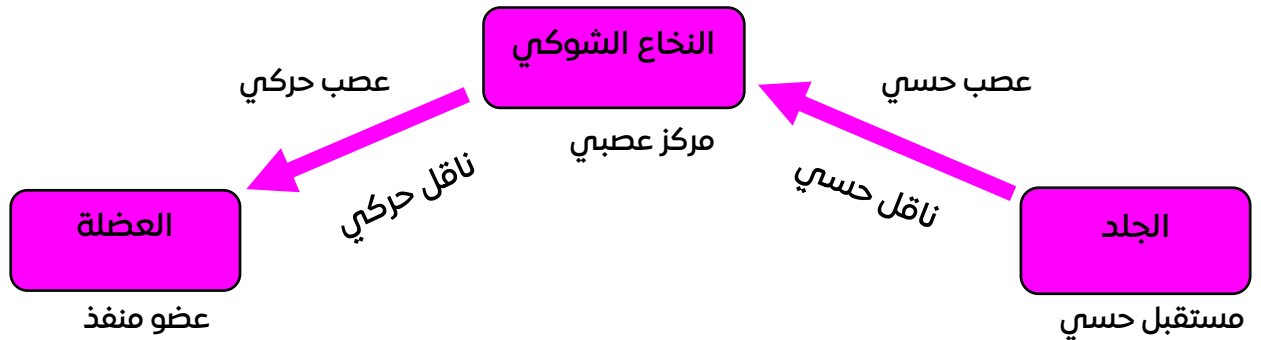 النخاع الشوكي
عصب حسي
عصب حركي
مركز عصبي
ناقل حسي
ناقل حركي
الجلد
العضلة
مستقبل حسي
عضو منفذ